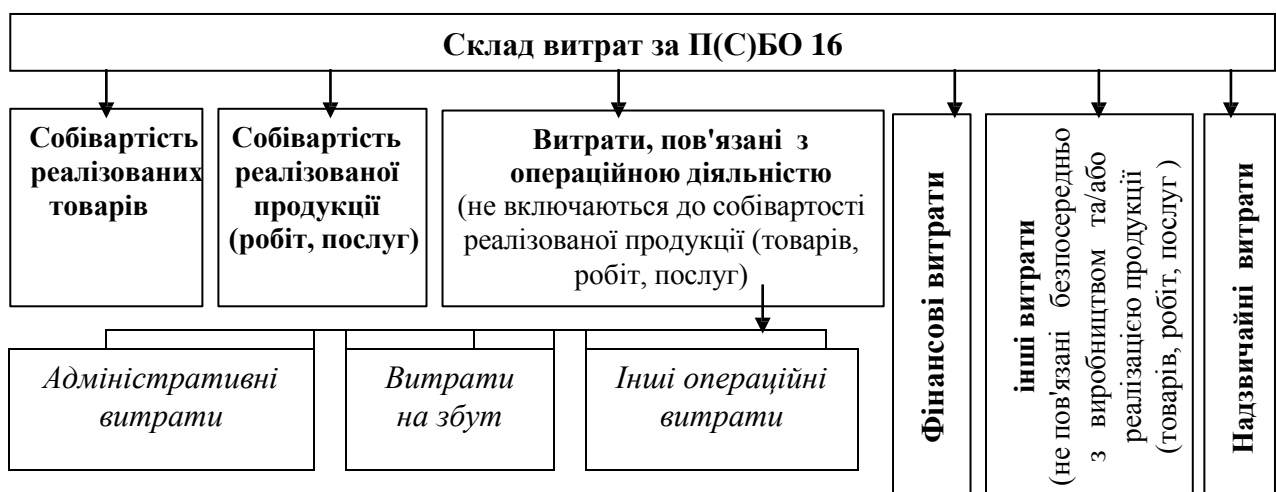 Склад витрат за П(С)БО 16
Собівартість
реалізованих
товарів
Собівартість
реалізованої
продукції
(робіт, послуг)
Витрати, пов'язані з
операційною діяльністю
(не включаються до собівартості
реалізованої продукції (товарів,
робіт, послуг)
Фінансові витрати
інші витрати
(не пов'язані безпосередньо
з виробництвом та/або
реалізацією продукції
(товарів, робіт, послуг )
Надзвичайні витрати
Адміністративні
витрати
Витрати
на збут
Інші операційні
витрати